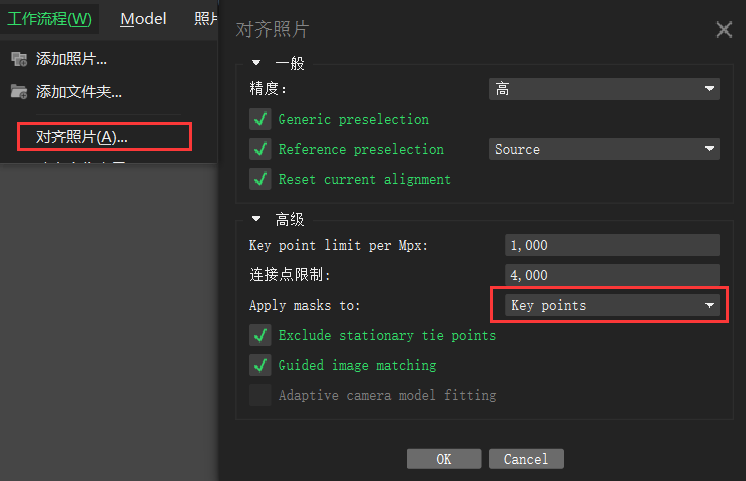 工作流程(W) Model 照片
添加照片...
添加文件夹...
对齐照片(A)...
对齐照片
一般
精度: 高
Generic preselection
Reference preselection Source
Reset current alignment
高级
Key point limit per Mpx: 1,000
连接点限制: 4,000
Apply masks to: Key points
Exclude stationary tie points
Guided image matching
Adaptive camera model fitting
OK Cancel